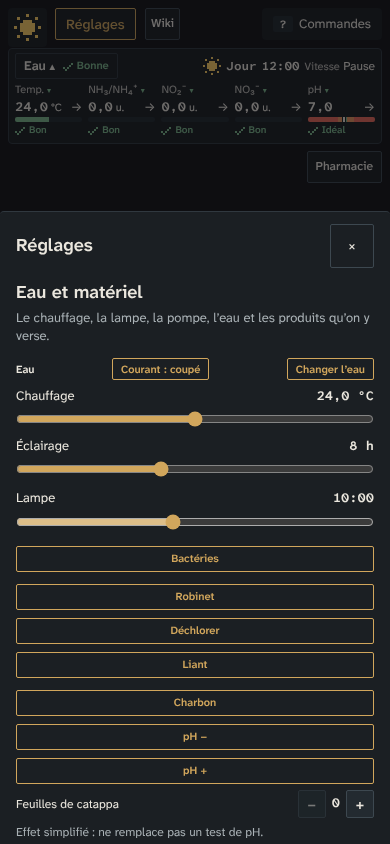 Réglages
Wiki
? Commandes
Eau ▴ Bonne
Jour 12:00 Vitesse Pause
Temp. ▾ NH₃/NH₄⁺ ▾ NO₂⁻ ▾ NO₃⁻ ▾ pH ▾
24,0 °C → 0,0 u. → 0,0 u. → 0,0 u. → 7,0 →
Bon Bon Bon Bon Idéal
Pharmacie
Réglages ×
Eau et matériel
Le chauffage, la lampe, la pompe, l'eau et les produits qu'on y
verse.
Eau Courant : coupé Changer l'eau
Chauffage 24,0 °C
Éclairage 8 h
Lampe 10:00
Bactéries
Robinet
Déchlorer
Liant
Charbon
pH −
pH +
Feuilles de catappa − 0 +
Effet simplifié : ne remplace pas un test de pH.